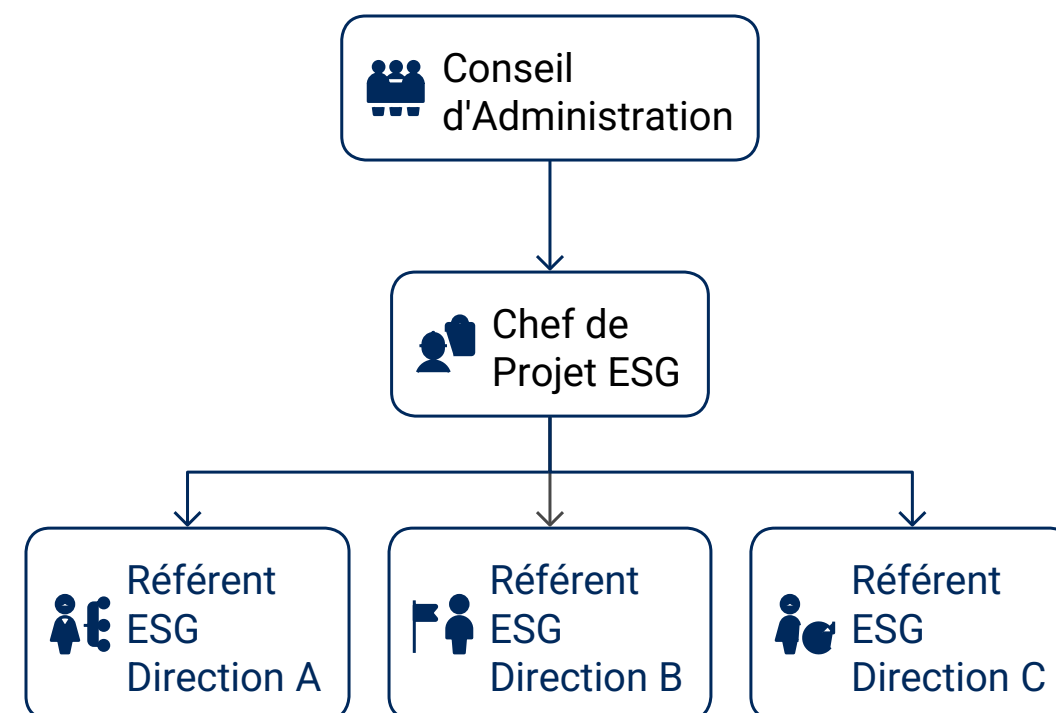 Conseil
d'Administration
Chef de
Projet ESG
Référent
ESG
Direction A
Référent
ESG
Direction B
Référent
ESG
Direction C